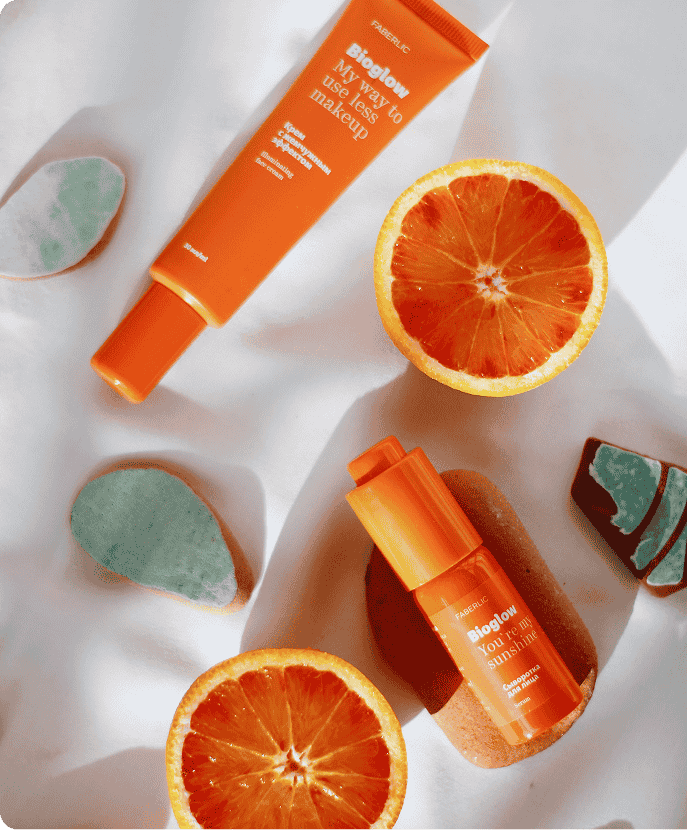 FABERLIC
Bioglow
My way to
use less
makeup
Крем
с жемчужным
эффектом
illuminating
face cream
FABERLIC
Bioglow
You're my
sunshine
Сыворотка
для лица